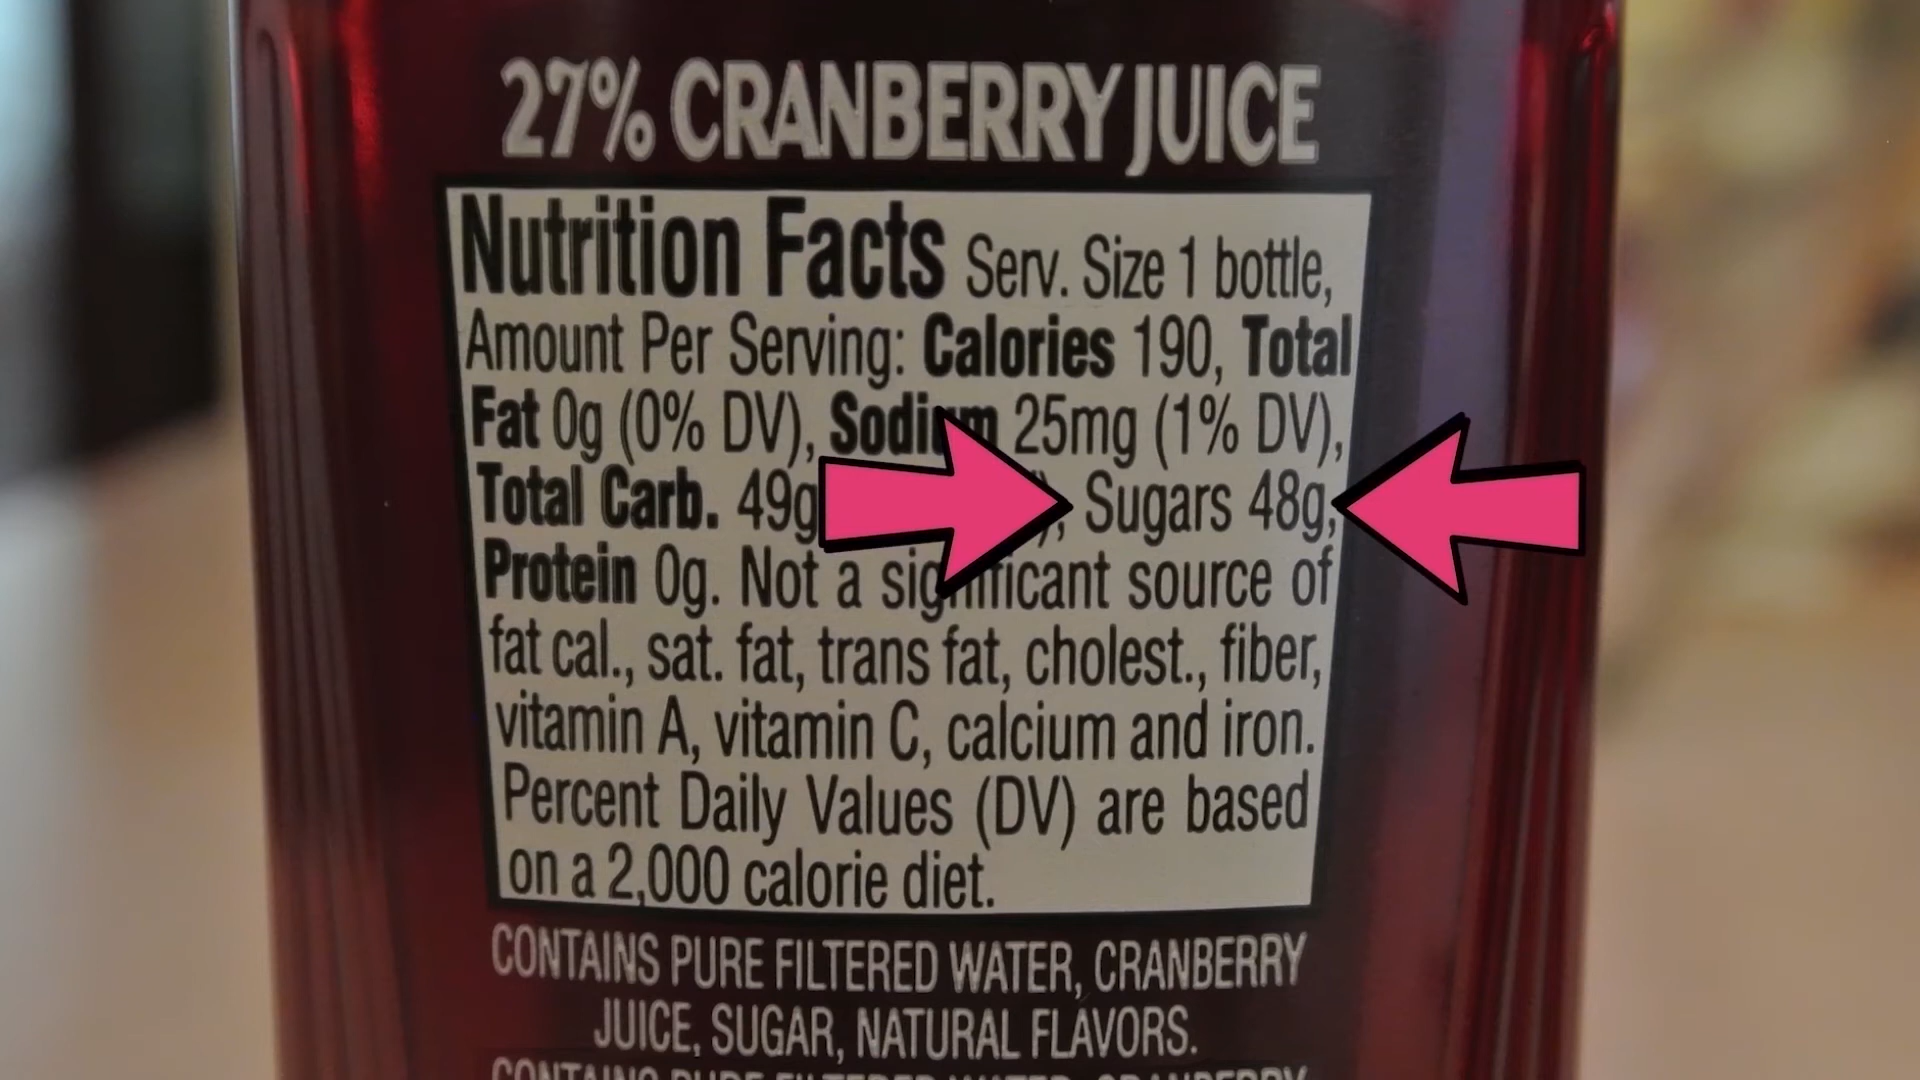 27% CRANBERRY JUICE
Nutrition Facts Serv. Size 1 bottle,
Amount Per Serving: Calories 190, Total
Fat 0g (0% DV), Sodium 25mg (1% DV),
Total Carb. 49g ), Sugars 48g,
Protein 0g. Not a significant source of
fat cal., sat. fat, trans fat, cholest., fiber,
vitamin A, vitamin C, calcium and iron.
Percent Daily Values (DV) are based
on a 2,000 calorie diet.
CONTAINS PURE FILTERED WATER, CRANBERRY
JUICE, SUGAR, NATURAL FLAVORS.